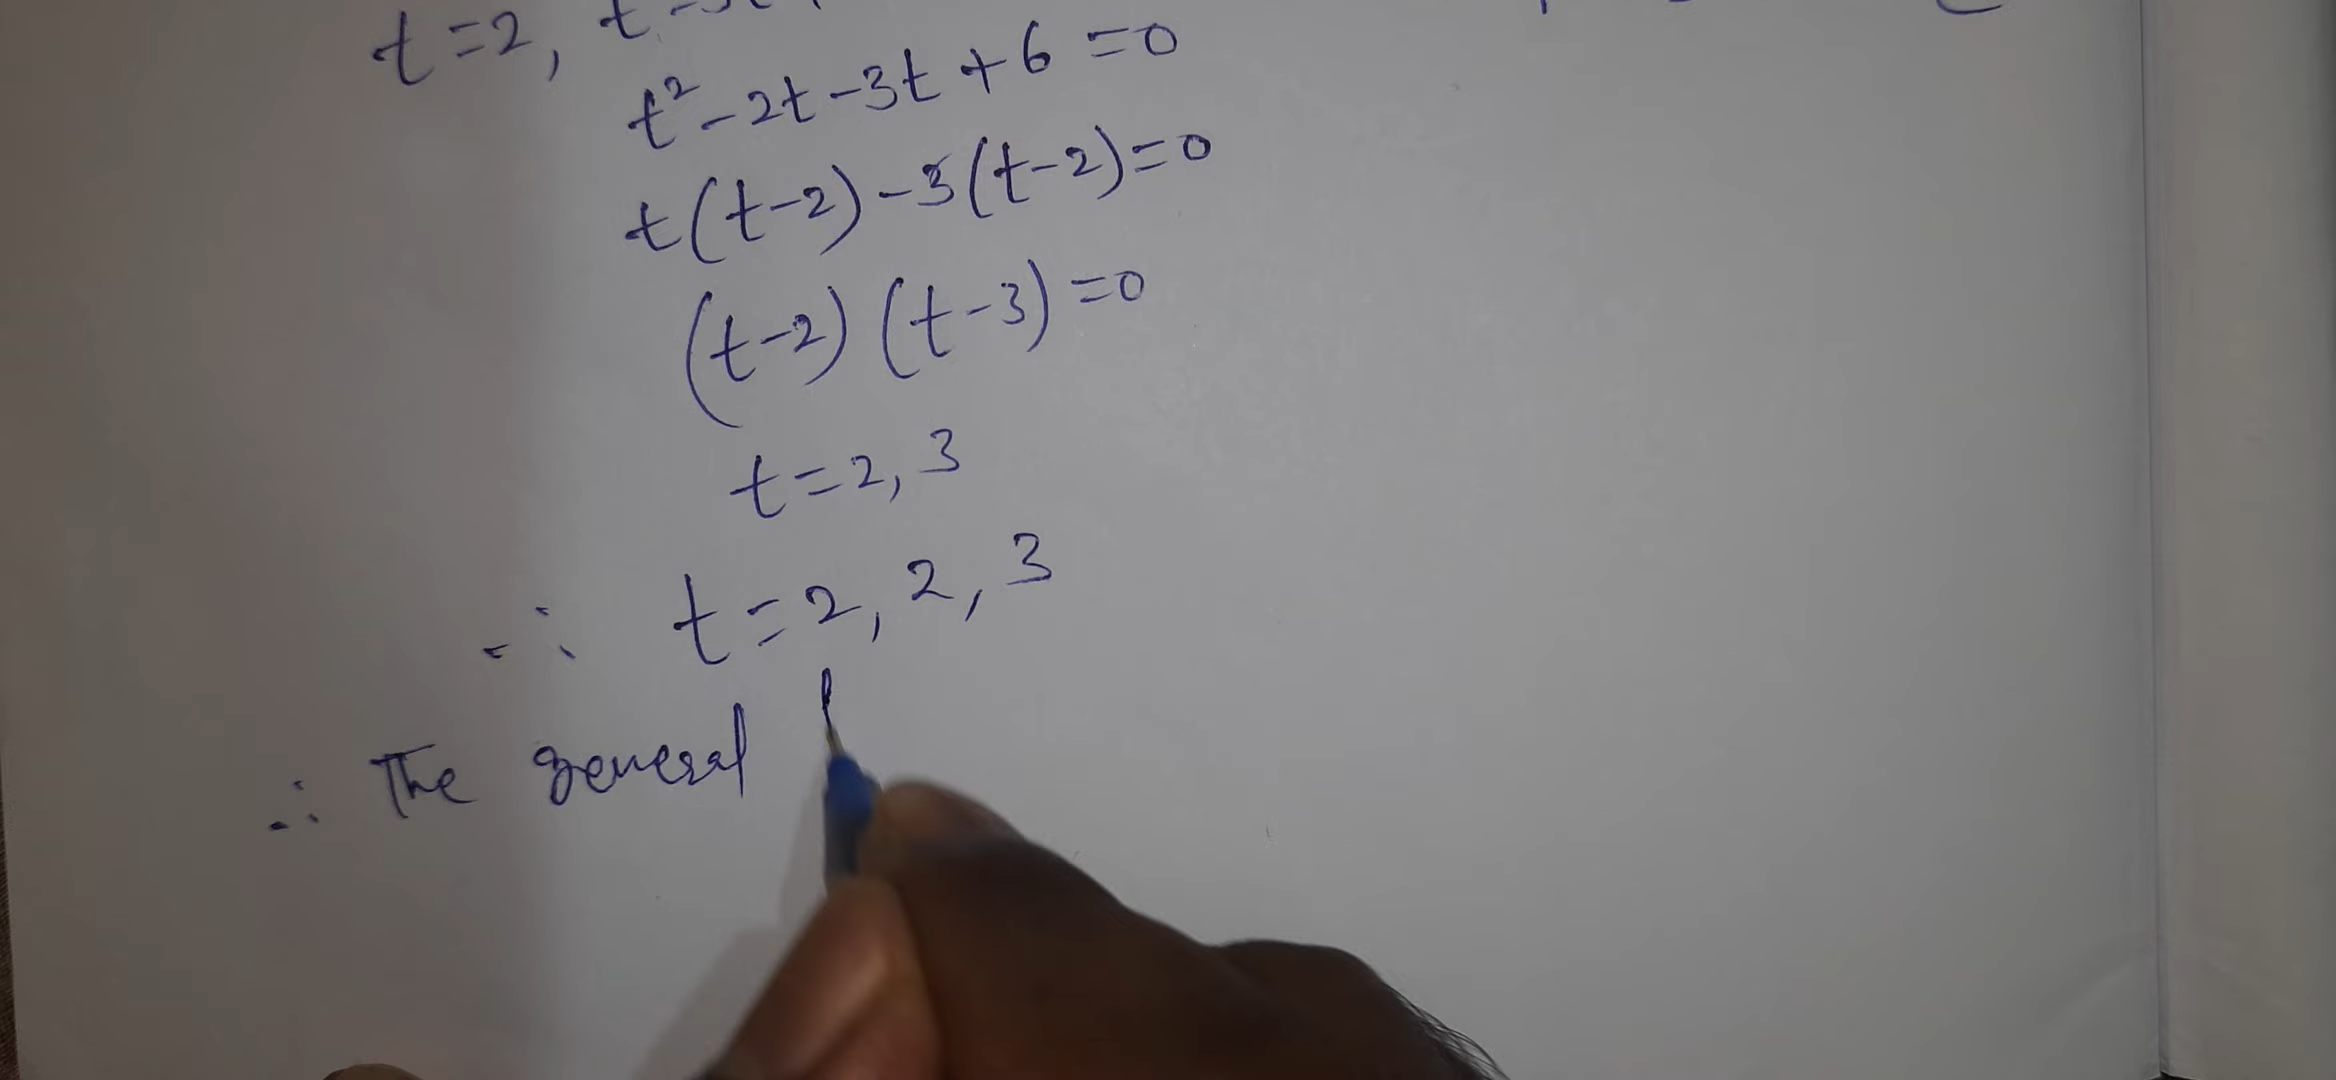 t=2, t
t²-2t-3t+6=0
t(t-2)-3(t-2)=0
(t-2)(t-3)=0
t=2, 3
∴ t=2, 2, 3
∴ The general